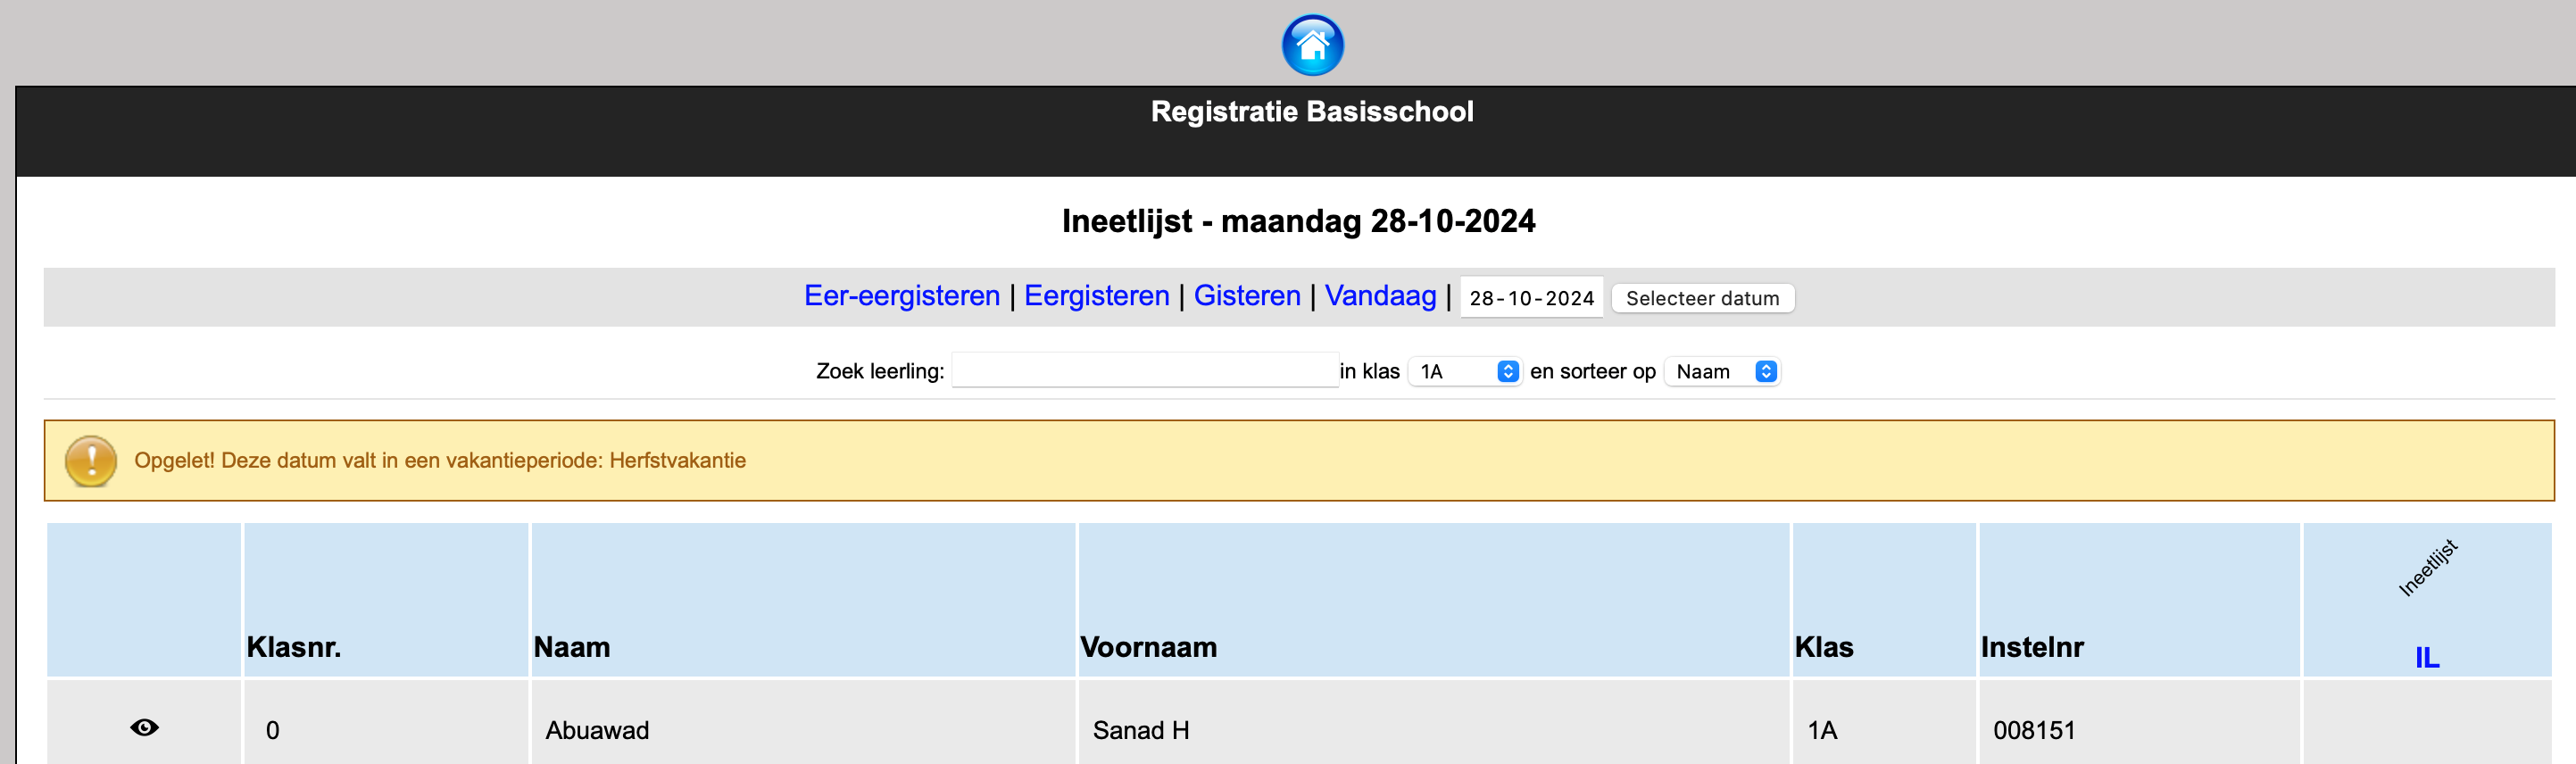 Registratie Basisschool
Ineetlijst - maandag 28-10-2024
Eer-eergisteren | Eergisteren | Gisteren | Vandaag | 28-10-2024 Selecteer datum
Zoek leerling: in klas 1A en sorteer op Naam
Opgelet! Deze datum valt in een vakantieperiode: Herfstvakantie
Ineetlijst
Klasnr. Naam Voornaam Klas Instelnr IL
0 Abuawad Sanad H 1A 008151